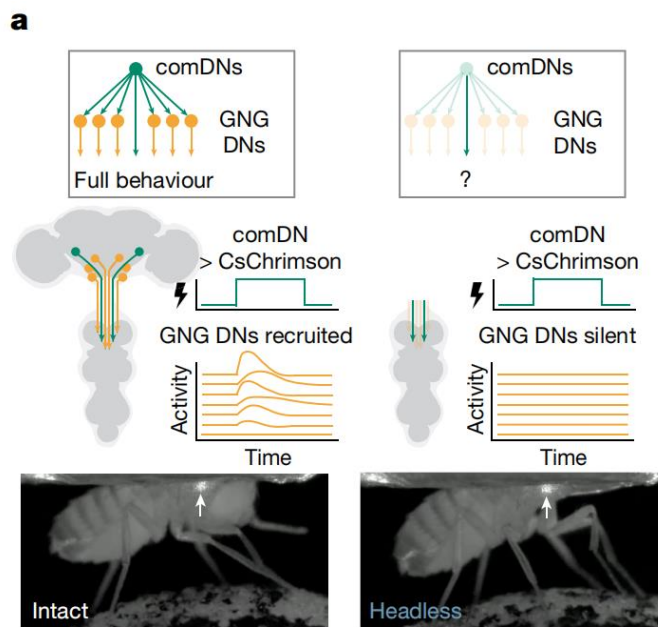 a
comDNs
GNG
DNs
Full behaviour
comDNs
GNG
DNs
?
comDN
> CsChrimson
GNG DNs recruited
Activity
Time
comDN
> CsChrimson
GNG DNs silent
Activity
Time
Intact
Headless